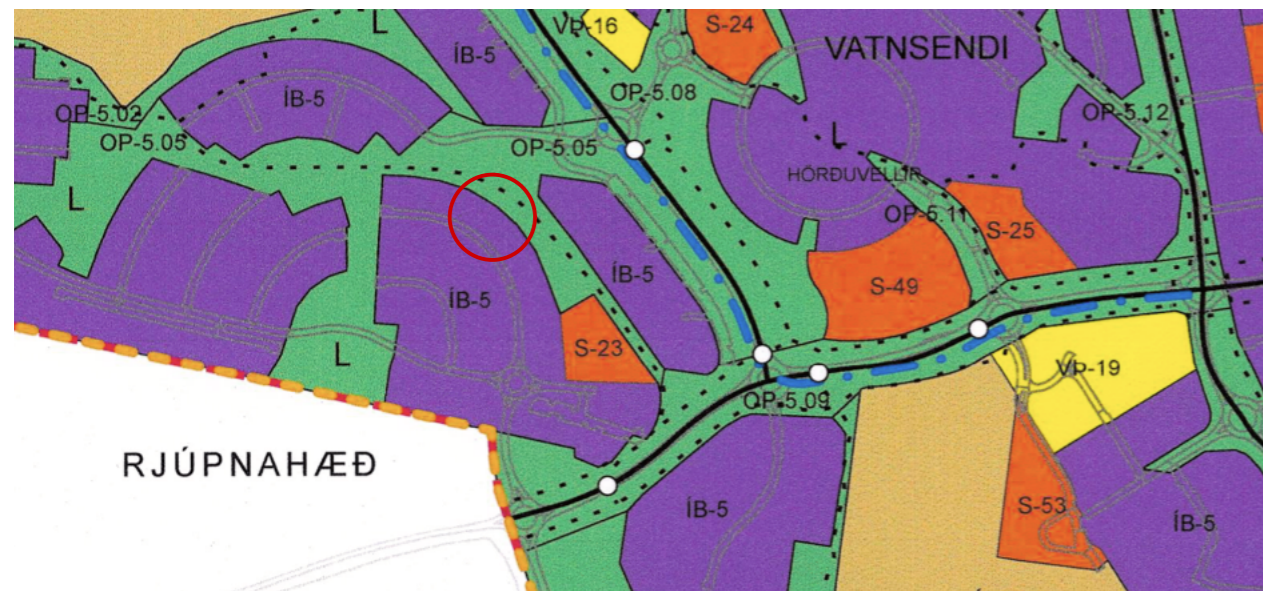 L
VÞ-16
S-24
ÍB-5
VATNSENDI
OP-5.08
ÍB-5
OP-5.02
OP-5.05
OP-5.05
L
OP-5.12
HÖRÐUVELLIR
L
OP-5.11
S-25
ÍB-5
S-49
ÍB-5
S-23
L
VÞ-19
OP-5.09
RJÚPNAHÆÐ
ÍB-5
S-53
ÍB-5